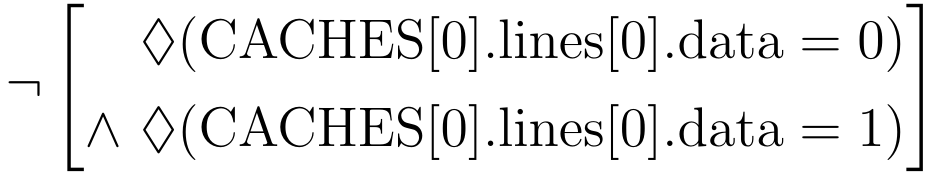 ¬ [ ◊(CACHES[0].lines[0].data = 0)
∧ ◊(CACHES[0].lines[0].data = 1) ]